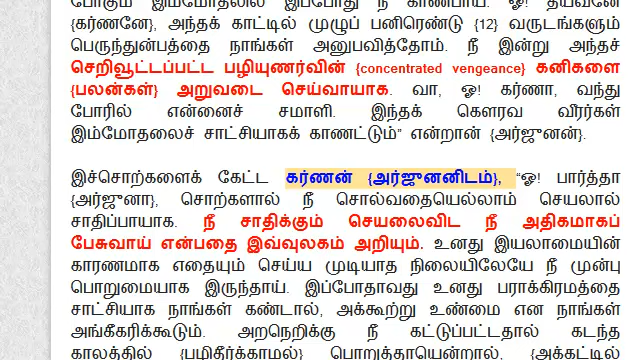 போகும் இம்மோதலில் இப்போது நீ காண்பாய். ஓ! தீயவனே
{கர்ணனே}, அந்தக் காட்டில் முழுப் பனிரெண்டு {12} வருடங்களும்
பெருந்துன்பத்தை நாங்கள் அனுபவித்தோம். நீ இன்று அந்தச்
செறிவூட்டப்பட்ட பழியுணர்வின் {concentrated vengeance} கனிகளை
{பலன்கள்} அறுவடை செய்வாயாக. வா, ஓ! கர்ணா, வந்து
போரில் என்னைச் சமாளி. இந்தக் கௌரவ வீரர்கள்
இம்மோதலைச் சாட்சியாகக் காணட்டும்" என்றான் {அர்ஜுனன்}.
இச்சொற்களைக் கேட்ட கர்ணன் {அர்ஜுனனிடம்}, "ஓ! பார்த்தா
{அர்ஜுனா}, சொற்களால் நீ சொல்வதையெல்லாம் செயலால்
சாதிப்பாயாக. நீ சாதிக்கும் செயலைவிட நீ அதிகமாகப்
பேசுவாய் என்பதை இவ்வுலகம் அறியும். உனது இயலாமையின்
காரணமாக எதையும் செய்ய முடியாத நிலையிலேயே நீ முன்பு
பொறுமையாக இருந்தாய். இப்போதாவது உனது பராக்கிரமத்தை
சாட்சியாக நாங்கள் கண்டால், அக்கூற்று உண்மை என நாங்கள்
அங்கீகரிக்கூடும். அறநெறிக்கு நீ கட்டுப்பட்டதால் கடந்த
காலத்தில் {பழிதீர்க்காமல்} பொறுத்தாயென்றால், {அக்கட்டில்